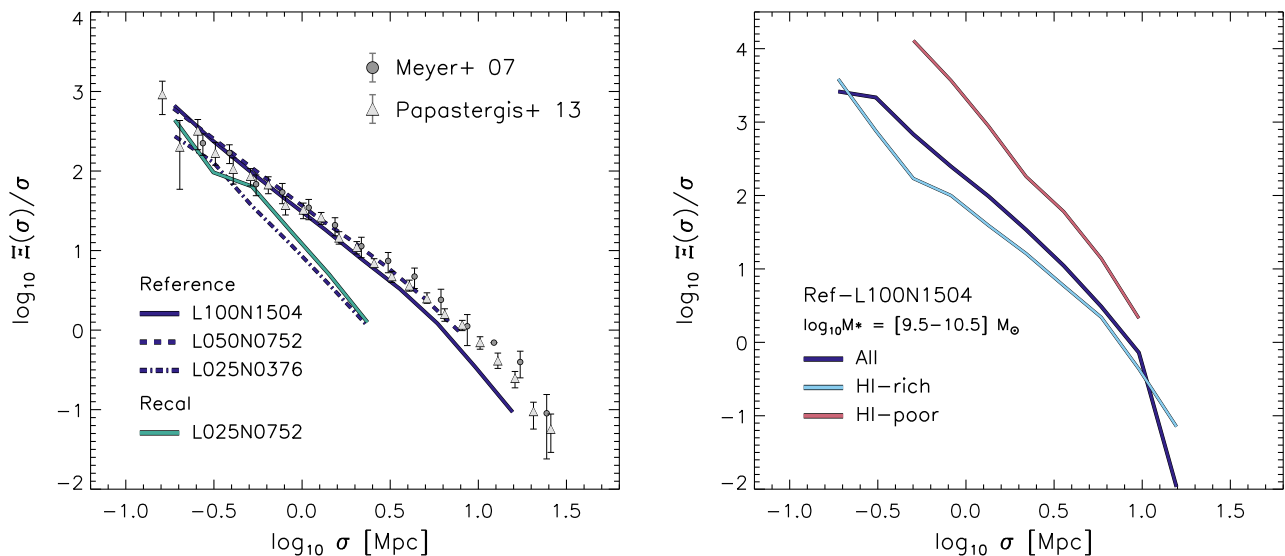 4
3
2
1
0
−1
−2
log10 Ξ(σ)/σ
Meyer+ 07
Papastergis+ 13
Reference
L100N1504
L050N0752
L025N0376
Recal
L025N0752
−1.0 −0.5 0.0 0.5 1.0 1.5
log10 σ [Mpc]
4
3
2
1
0
−1
−2
log10 Ξ(σ)/σ
Ref−L100N1504
log10M* = [9.5−10.5] M⊙
All
HI−rich
HI−poor
−1.0 −0.5 0.0 0.5 1.0 1.5
log10 σ [Mpc]